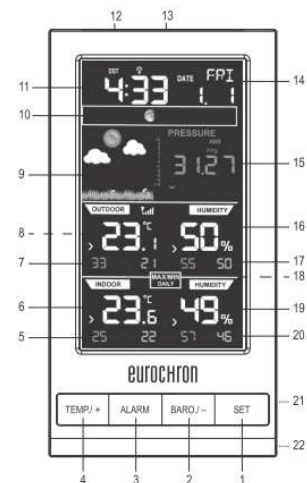 12 13
DST
11 4:33 DATE FRI 14
1. 1
10
PRESSURE
ABS
inHg
31.27 15
9
OUTDOOR HUMIDITY 16
8 23.1 °C 50%
7 33 21 55 50 17
MAX/MIN 18
DAILY
INDOOR HUMIDITY
6 23.6 °C 49% 19
5 25 22 57 46 20
eurochron
TEMP./ + ALARM BARO./ – SET 21
22
4 3 2 1